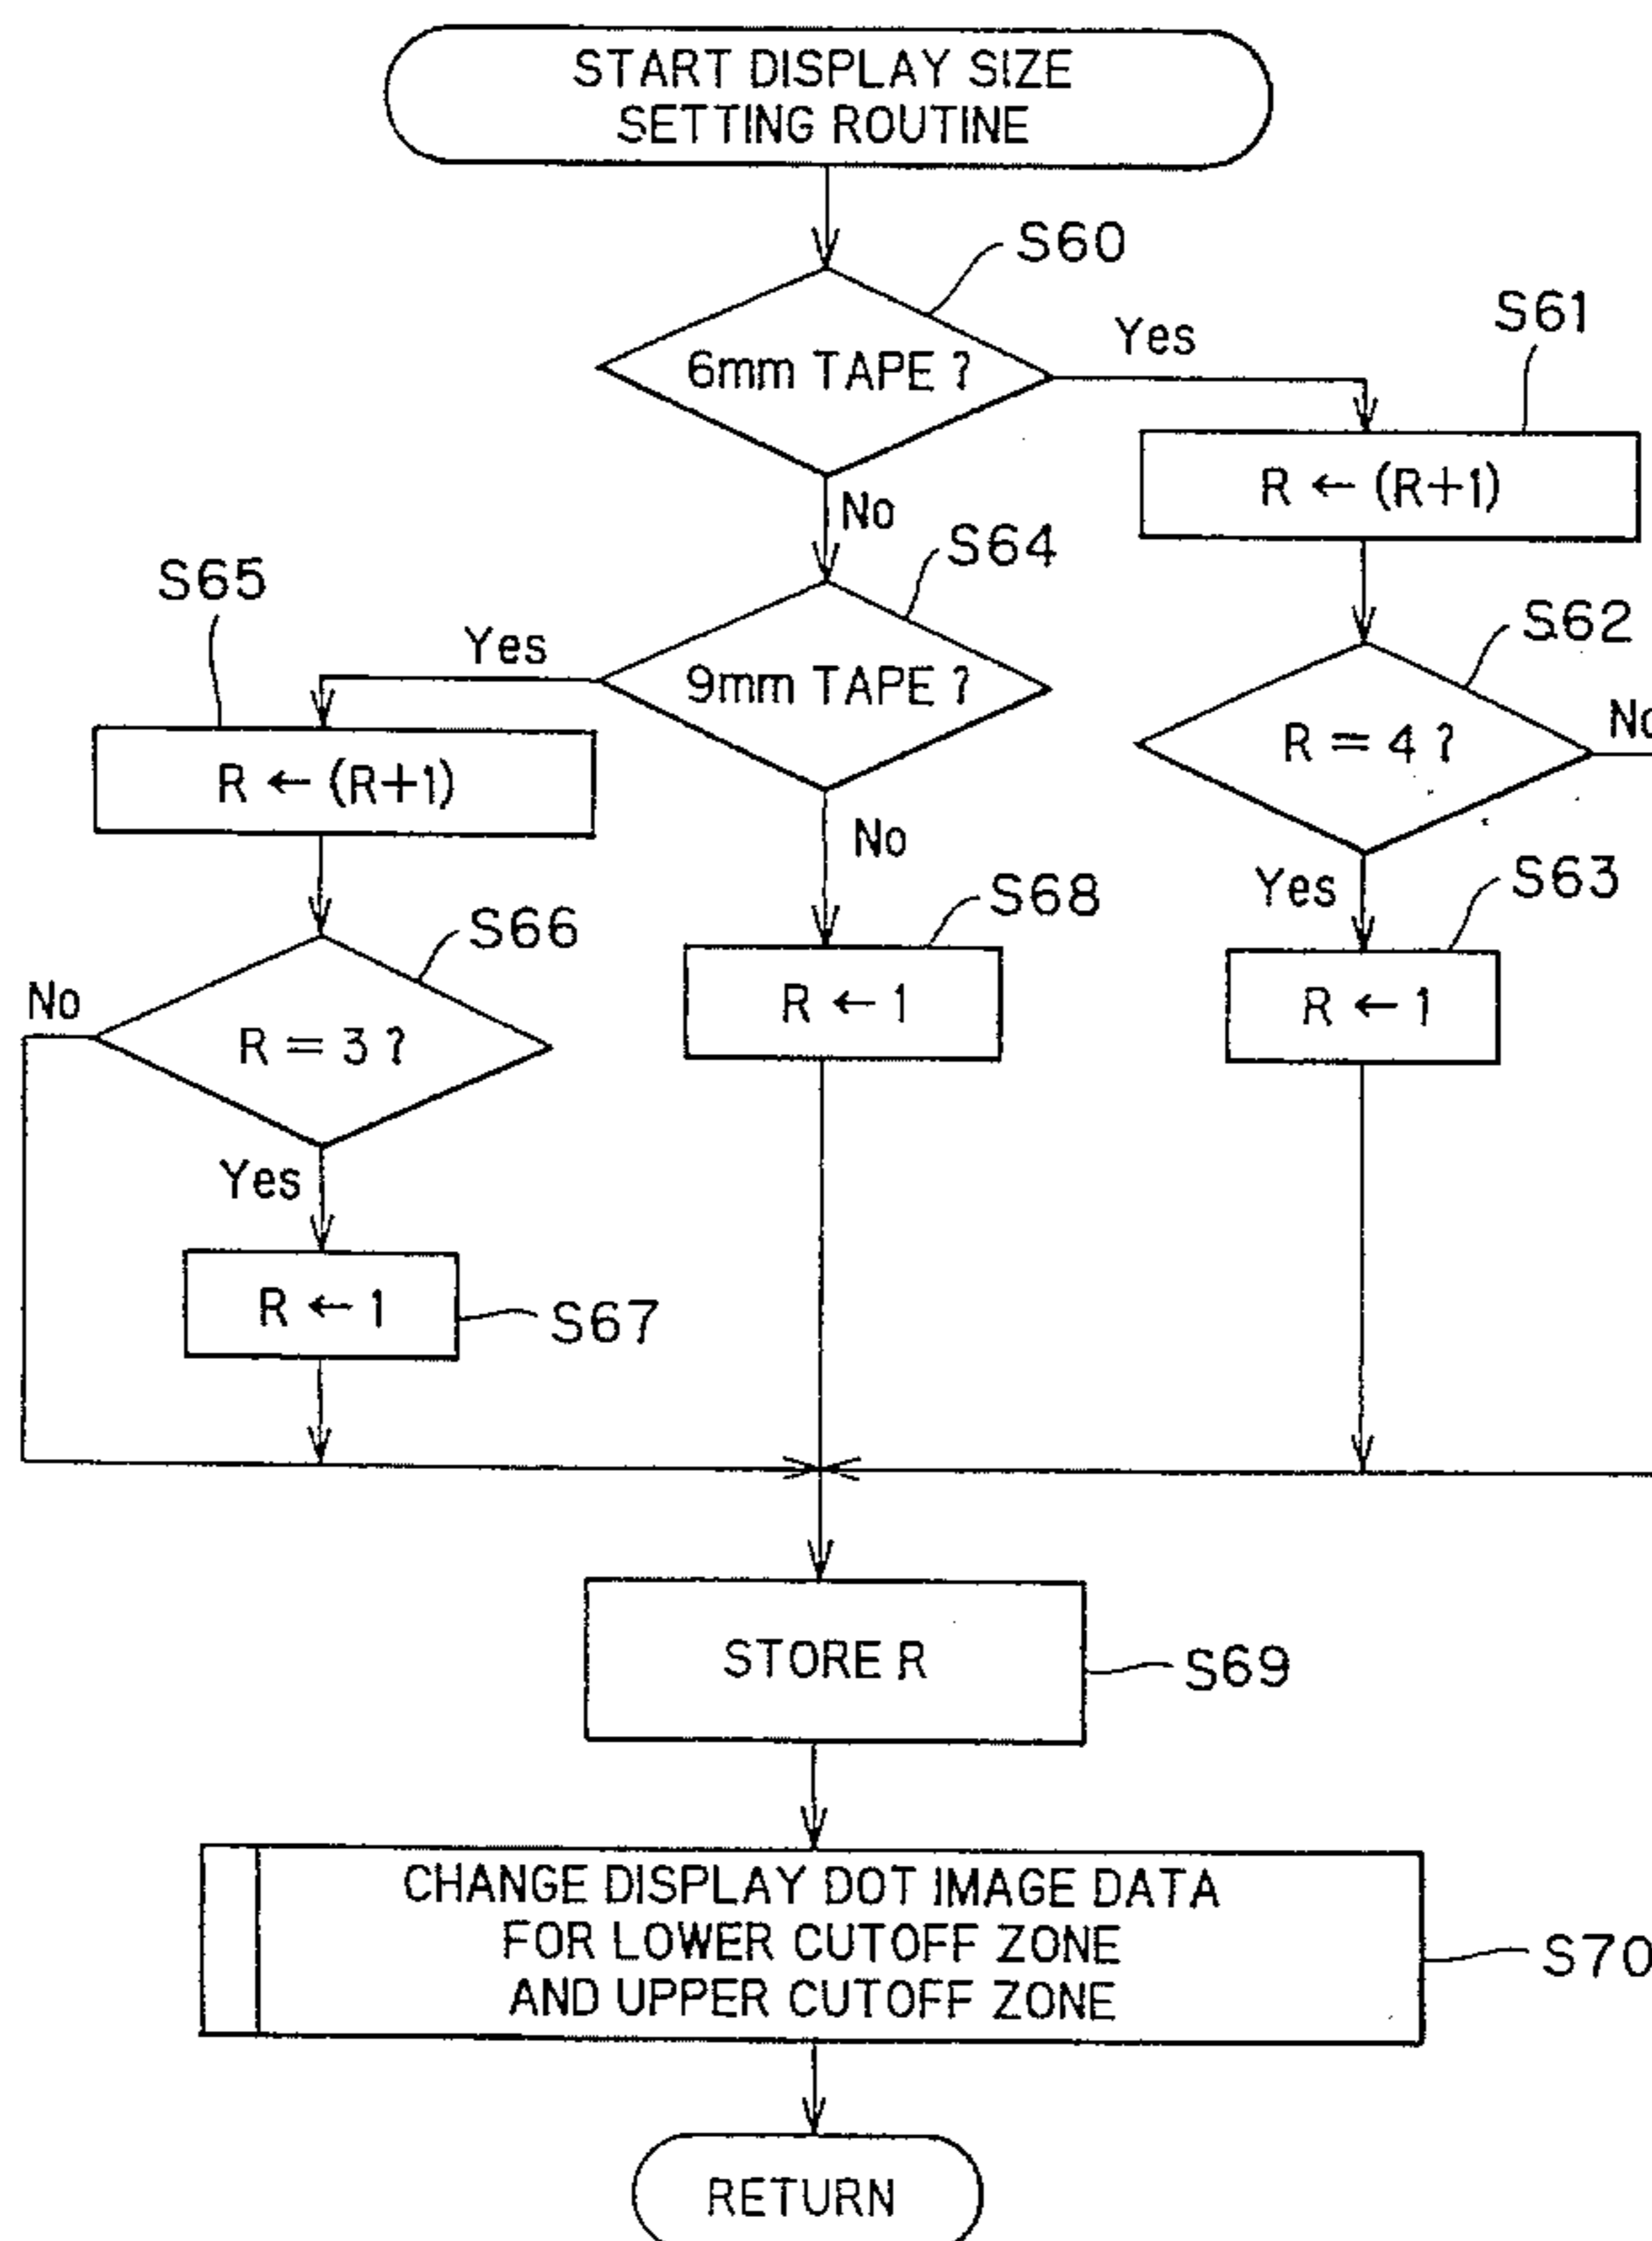 START DISPLAY SIZE
SETTING ROUTINE
S60
6mm TAPE ?
Yes
S61
R ← (R+1)
No
S64
9mm TAPE ?
Yes
S65
R ← (R+1)
S62
R = 4 ?
No
Yes
S63
R ← 1
No
S68
R ← 1
S66
R = 3 ?
No
Yes
R ← 1
S67
STORE R
S69
CHANGE DISPLAY DOT IMAGE DATA
FOR LOWER CUTOFF ZONE
AND UPPER CUTOFF ZONE
S70
RETURN